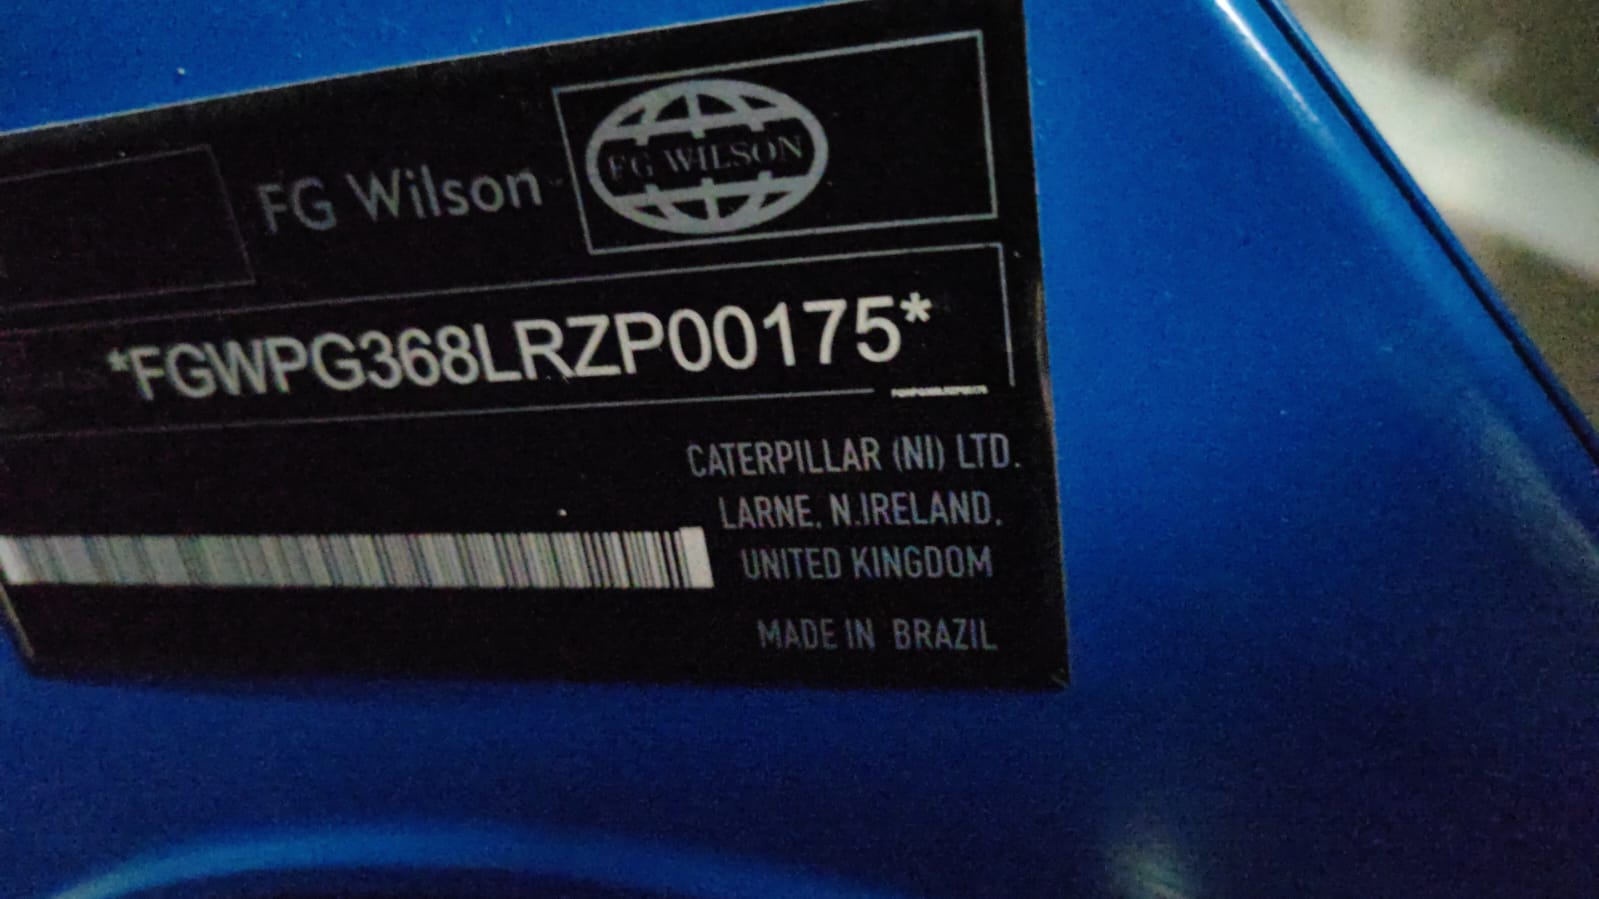 FG Wilson
FG WILSON
*FGWPG368LRZP00175*
CATERPILLAR (NI) LTD.
LARNE, N.IRELAND.
UNITED KINGDOM
MADE IN BRAZIL